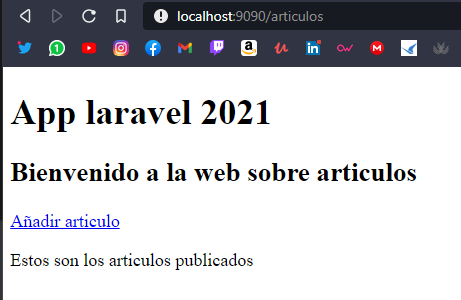 localhost:9090/articulos
App laravel 2021
Bienvenido a la web sobre articulos
Añadir articulo
Estos son los articulos publicados